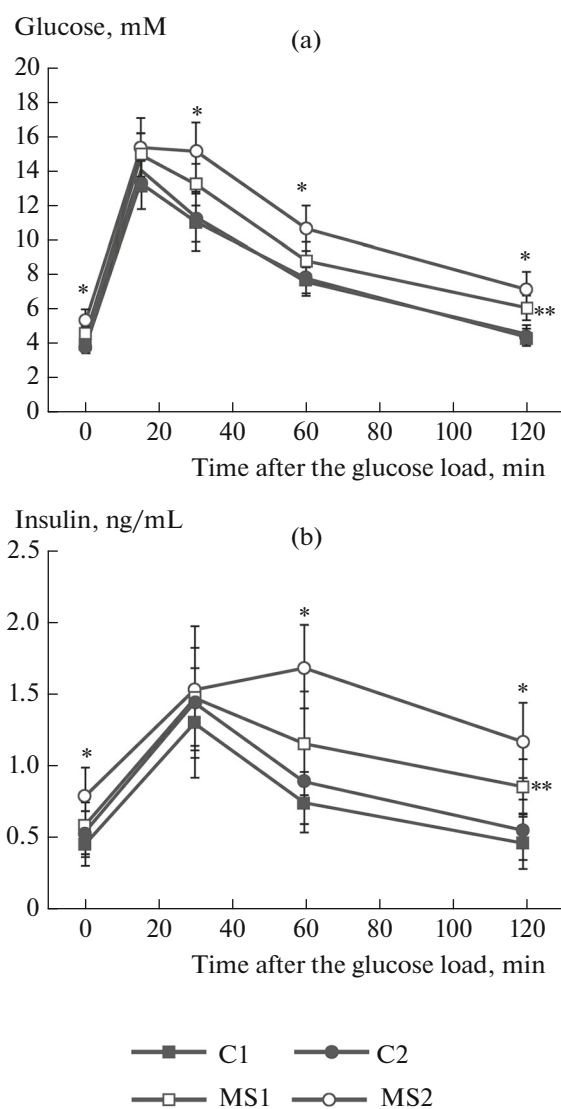 Glucose, mM
(a)
20
18
16
14
12
10
8
6
4
2
0
*
*
*
*
**
0 20 40 60 80 100 120
Time after the glucose load, min
Insulin, ng/mL
(b)
2.5
2.0
1.5
1.0
0.5
0
*
*
*
**
0 20 40 60 80 100 120
Time after the glucose load, min
C1 C2
MS1 MS2